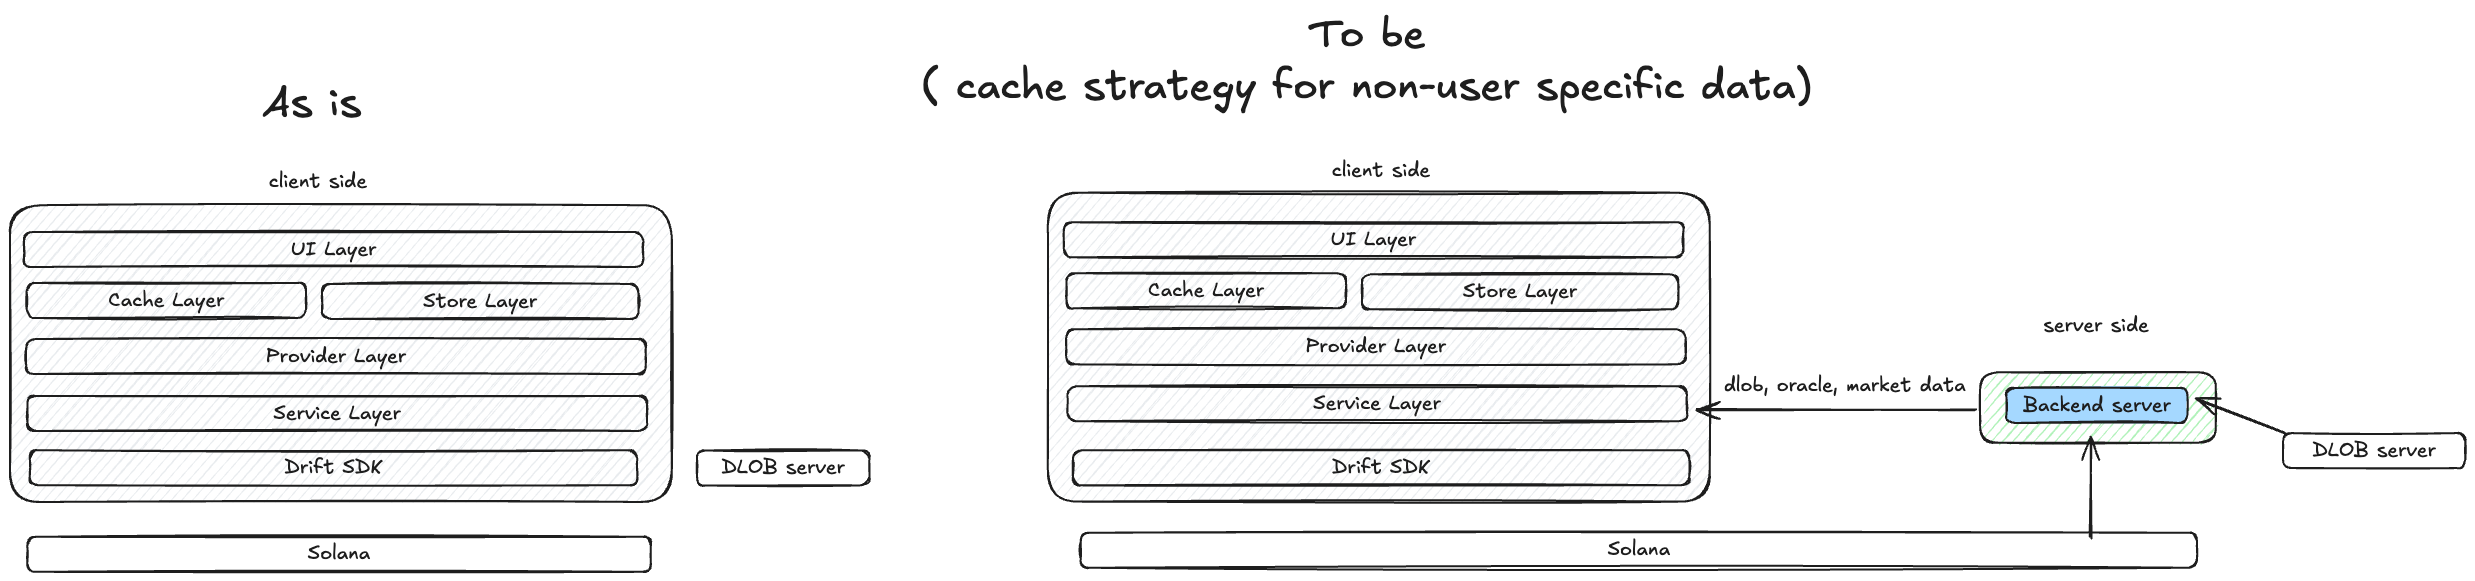 As is
client side
UI Layer
Cache Layer
Store Layer
Provider Layer
Service Layer
Drift SDK
DLOB server
Solana
To be
( cache strategy for non-user specific data)
client side
UI Layer
Cache Layer
Store Layer
Provider Layer
Service Layer
Drift SDK
dlob, oracle, market data
server side
Backend server
DLOB server
Solana